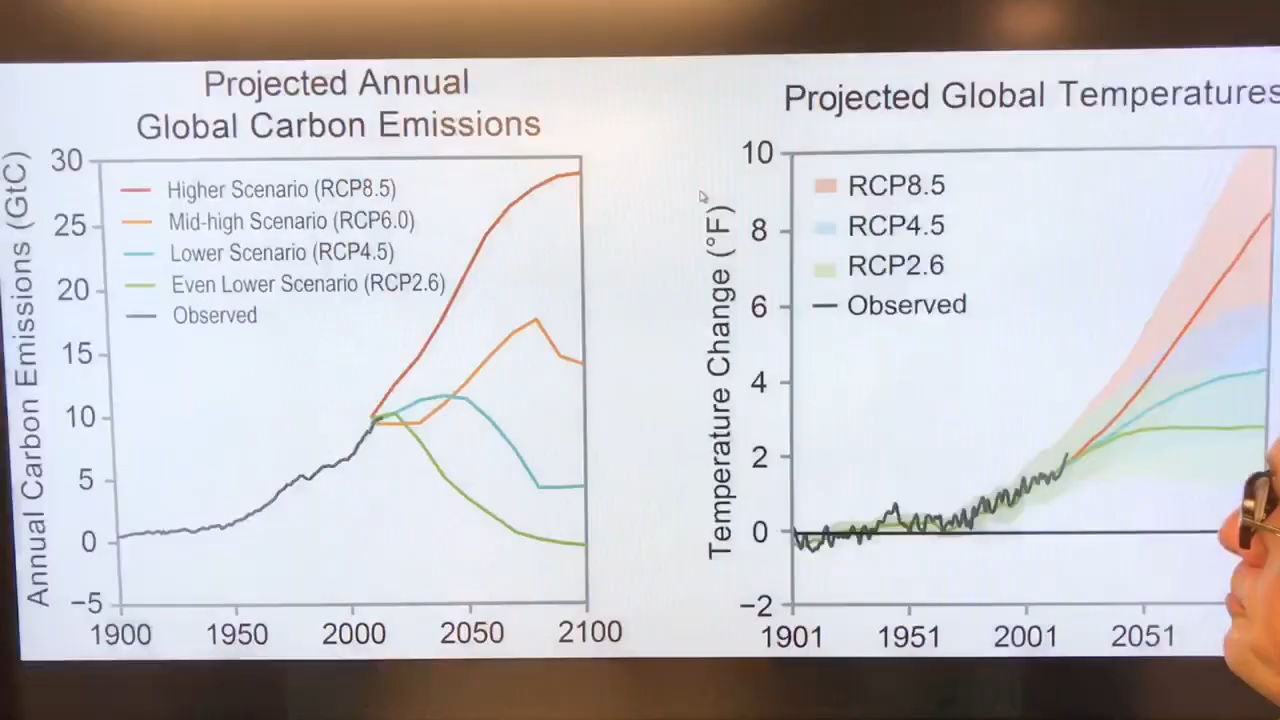 Projected Annual
Global Carbon Emissions
Annual Carbon Emissions (GtC)
30
25
20
15
10
5
0
−5
Higher Scenario (RCP8.5)
Mid-high Scenario (RCP6.0)
Lower Scenario (RCP4.5)
Even Lower Scenario (RCP2.6)
Observed
1900 1950 2000 2050 2100
Projected Global Temperatures
Temperature Change (°F)
10
8
6
4
2
0
−2
RCP8.5
RCP4.5
RCP2.6
Observed
1901 1951 2001 2051